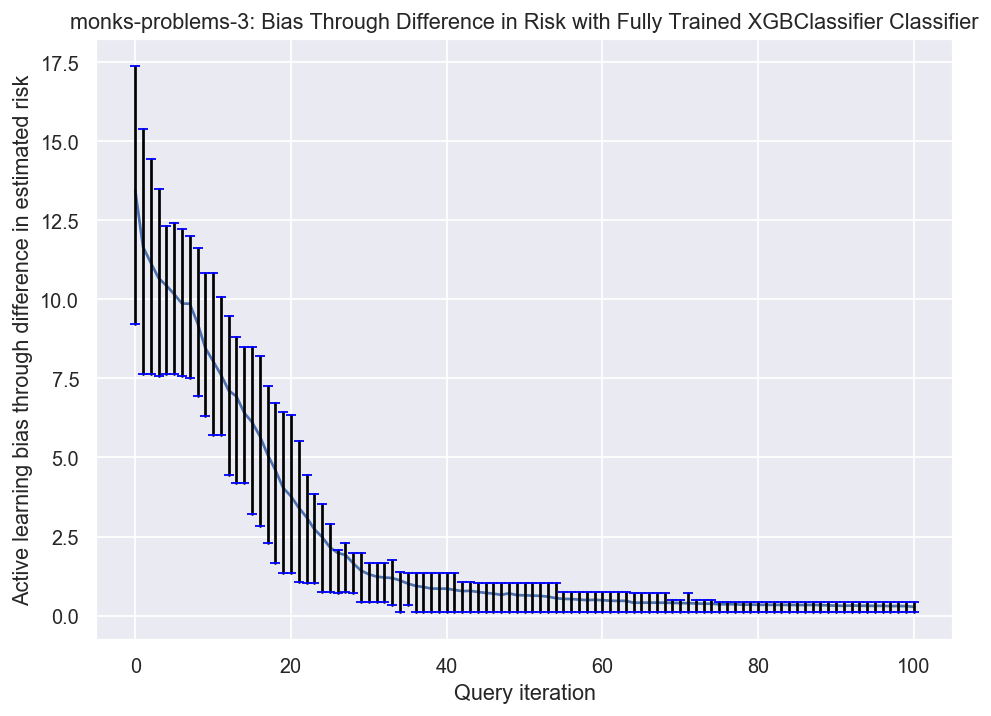 monks-problems-3: Bias Through Difference in Risk with Fully Trained XGBClassifier Classifier
Active learning bias through difference in estimated risk
17.5
15.0
12.5
10.0
7.5
5.0
2.5
0.0
0 20 40 60 80 100
Query iteration